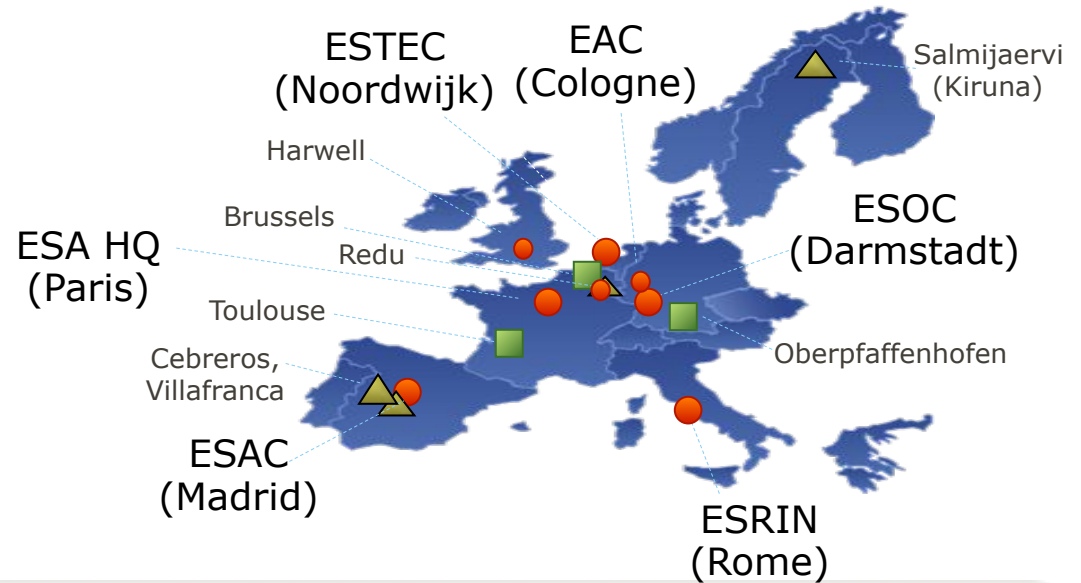 ESTEC
(Noordwijk)
EAC
(Cologne)
Salmijaervi
(Kiruna)
Harwell
Brussels
Redu
ESOC
(Darmstadt)
ESA HQ
(Paris)
Toulouse
Cebreros,
Villafranca
Oberpfaffenhofen
ESAC
(Madrid)
ESRIN
(Rome)